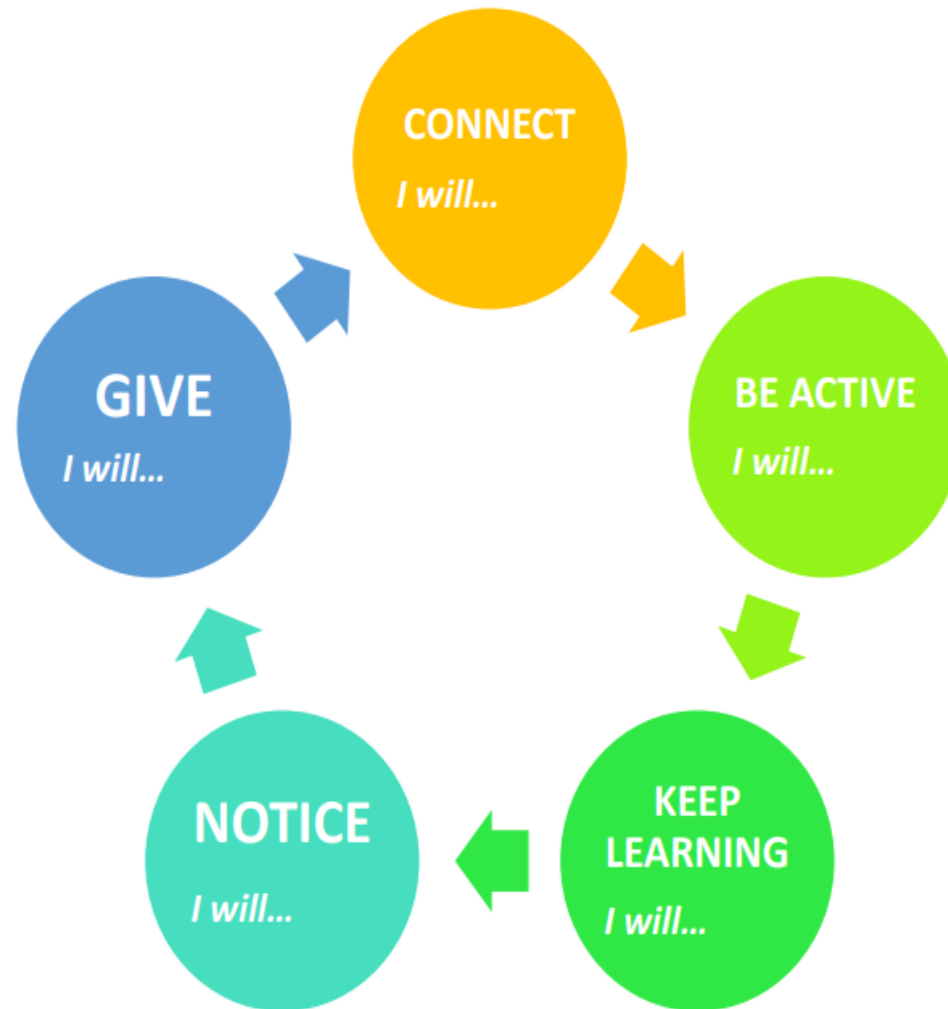 CONNECT
I will...
BE ACTIVE
I will...
KEEP
LEARNING
I will...
NOTICE
I will...
GIVE
I will...